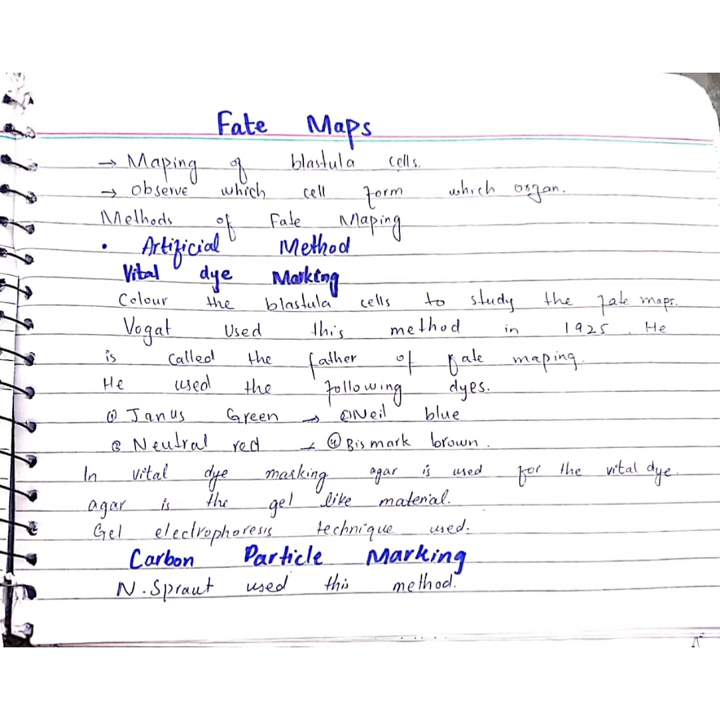 Fate Maps
→ Maping of blastula cells.
→ Observe which cell form which organ.
Methods of Fate Maping
• Artificial Method
Vital dye Marking
Colour the blastula cells to study the fate maps.
Vogat used this method in 1925. He
is called the father of fate maping.
He used the following dyes.
① Janus Green → ③ Neil blue
② Neutral red → ④ Bismark brown.
In vital dye marking agar is used for the vital dye.
agar is the gel like material.
Gel electrophoresis technique used.
Carbon Particle Marking
N. Spraut used this method.